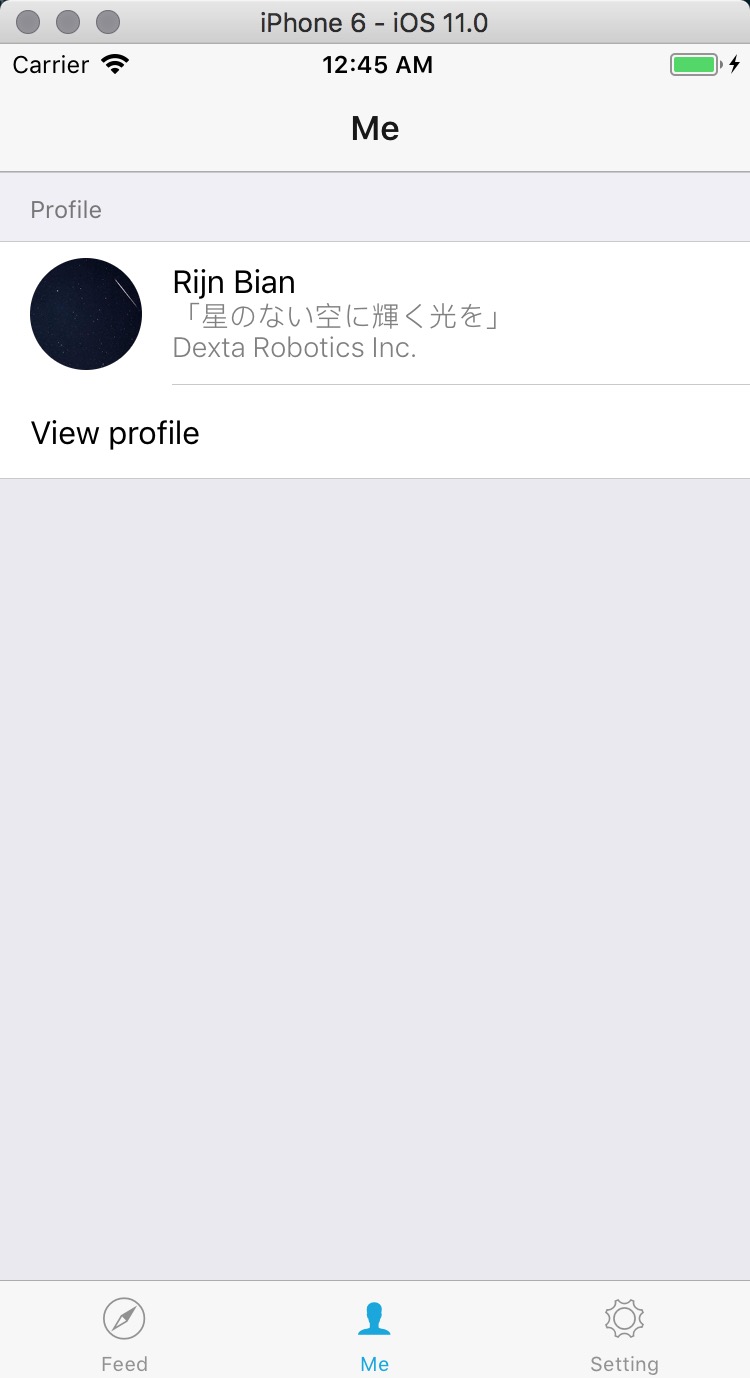 iPhone 6 - iOS 11.0
Carrier 12:45 AM
Me
Profile
Rijn Bian
「星のない空に輝く光を」
Dexta Robotics Inc.
View profile
Feed Me Setting